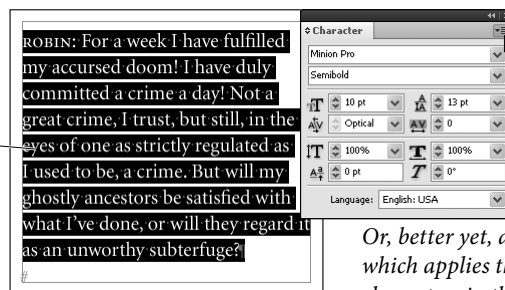 ROBIN: For a week I have fulfilled
my accursed doom! I have duly
committed a crime a day! Not a
great crime, I trust, but still, in the
eyes of one as strictly regulated as
I used to be, a crime. But will my
ghostly ancestors be satisfied with
what I've done, or will they regard it
as an unworthy subterfuge?¶
#
Character
Minion Pro
Semibold
10 pt
13 pt
Optical
0
100%
100%
0 pt
0°
Language: English: USA
Or, better yet,
which applies